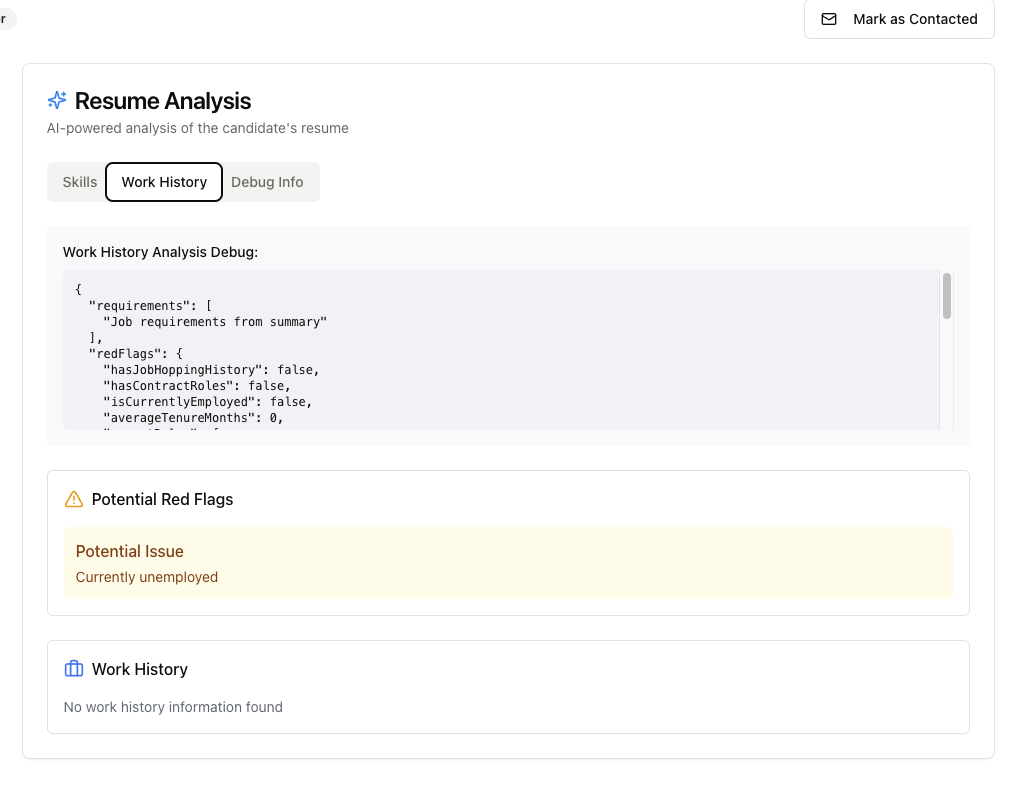 r
Mark as Contacted
Resume Analysis
AI-powered analysis of the candidate's resume
Skills
Work History
Debug Info
Work History Analysis Debug:
{
"requirements": [
"Job requirements from summary"
],
"redFlags": {
"hasJobHoppingHistory": false,
"hasContractRoles": false,
"isCurrentlyEmployed": false,
"averageTenureMonths": 0,
Potential Red Flags
Potential Issue
Currently unemployed
Work History
No work history information found